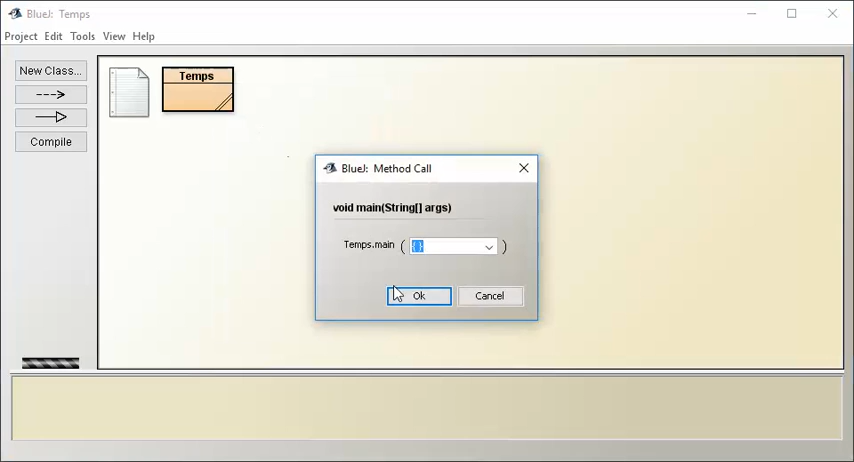 BlueJ: Temps
Project Edit Tools View Help
New Class...
Compile
Temps
BlueJ: Method Call
void main(String[] args)
Temps.main ( {} )
Ok Cancel